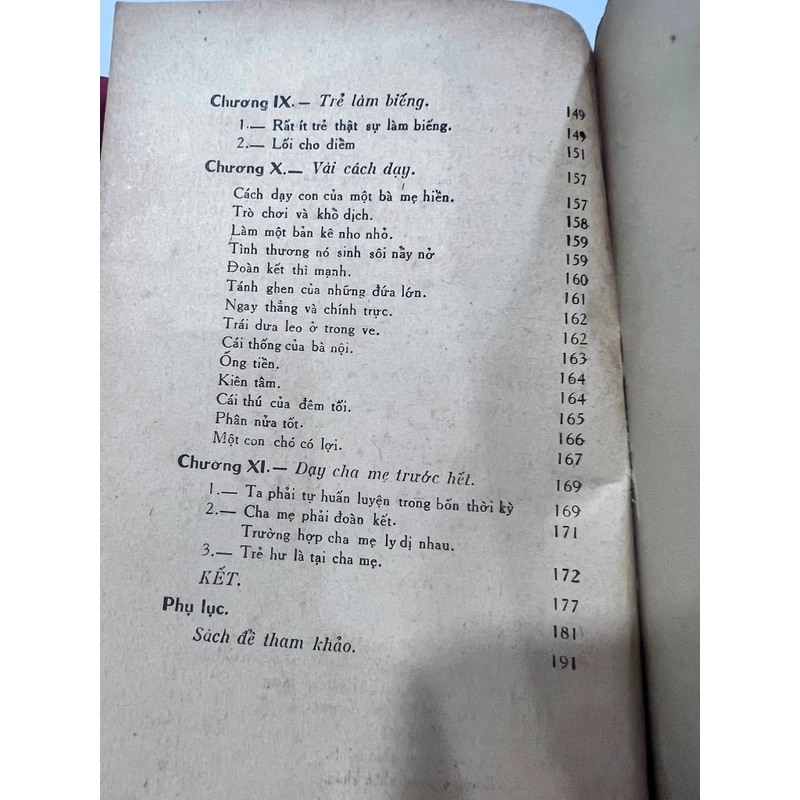 Chương IX.— Trẻ làm biếng. 149
1.— Rất ít trẻ thật sự làm biếng. 149
2.— Lối cho điểm 151
Chương X.— Vài cách dạy. 157
Cách dạy con của một bà mẹ hiền. 157
Trò chơi và khổ dịch. 158
Làm một bản kê nho nhỏ. 159
Tình thương nó sinh sôi nảy nở 159
Đoàn kết thì mạnh. 160
Tánh ghen của những đứa lớn. 161
Ngay thẳng và chính trực. 162
Trái dưa leo ở trong ve. 162
Cái thống của bà nội. 163
Ống tiền. 164
Kiên tâm. 164
Cái thú của đêm tối. 165
Phân nửa tốt. 166
Một con chó có lợi. 167
Chương XI.— Dạy cha mẹ trước hết. 169
1.— Ta phải tự huấn luyện trong bốn thời kỳ 169
2.— Cha mẹ phải đoàn kết. 171
Trường hợp cha mẹ ly dị nhau.
3.— Trẻ hư là tại cha mẹ. 172
KẾT. 177
Phụ lục. 181
Sách để tham khảo. 191